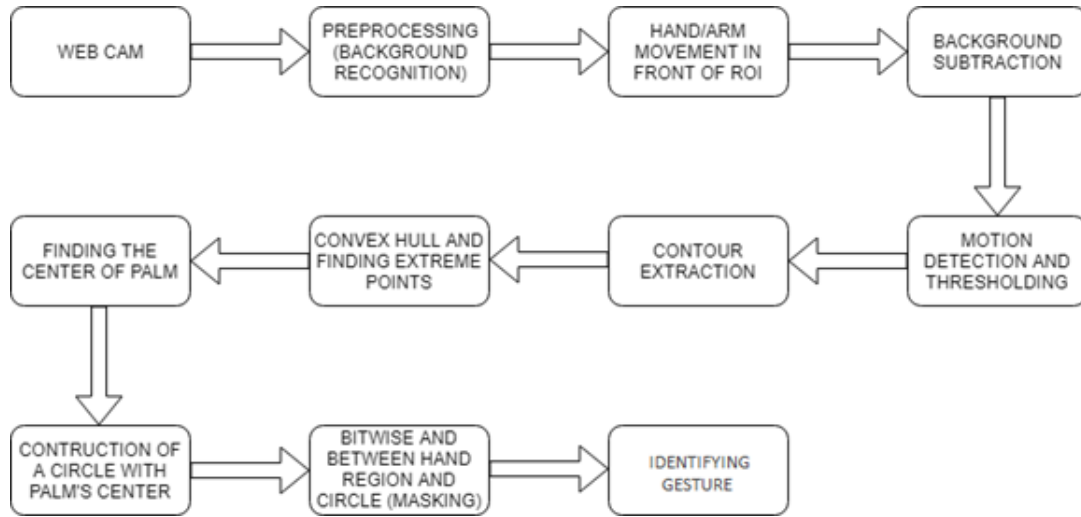 WEB CAM
PREPROCESSING
(BACKGROUND
RECOGNITION)
HAND/ARM
MOVEMENT IN
FRONT OF ROI
BACKGROUND
SUBTRACTION
MOTION
DETECTION AND
THRESHOLDING
CONTOUR
EXTRACTION
CONVEX HULL AND
FINDING EXTREME
POINTS
FINDING THE
CENTER OF PALM
CONTRUCTION OF
A CIRCLE WITH
PALM'S CENTER
BITWISE AND
BETWEEN HAND
REGION AND
CIRCLE (MASKING)
IDENTIFYING
GESTURE